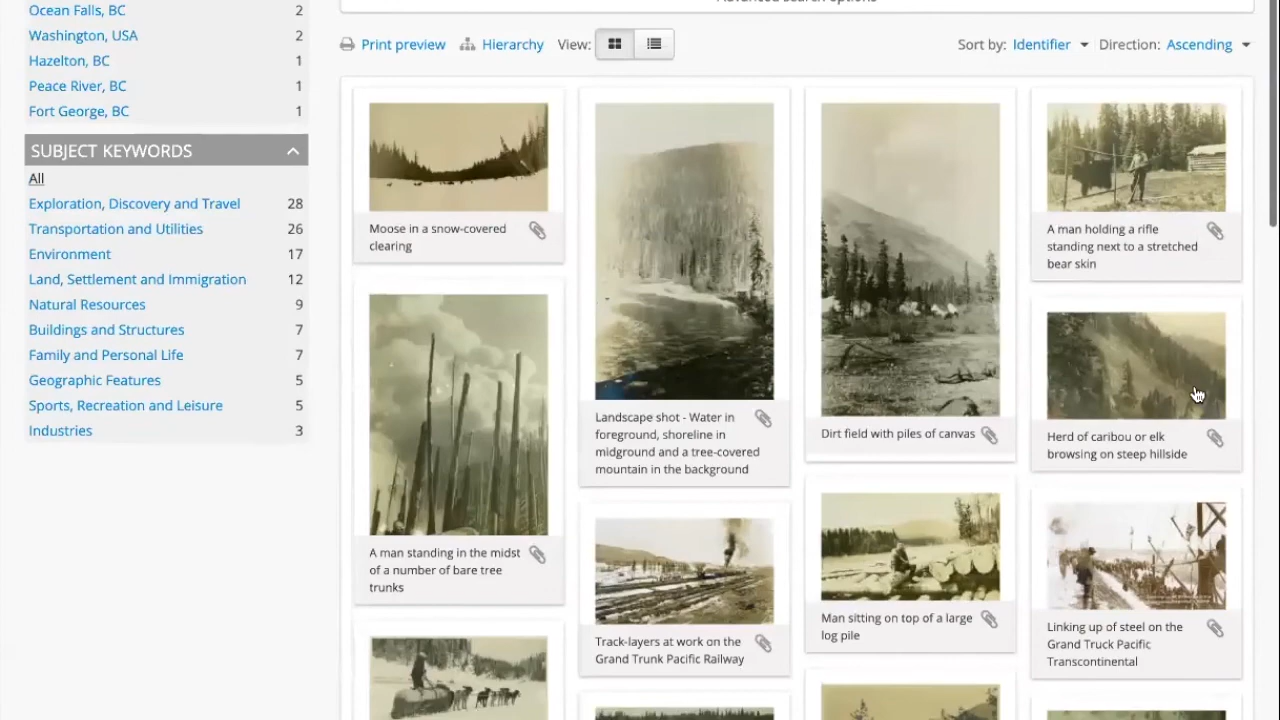 Advanced search options
Ocean Falls, BC 2
Washington, USA 2
Hazelton, BC 1
Peace River, BC 1
Fort George, BC 1
SUBJECT KEYWORDS
All
Exploration, Discovery and Travel 28
Transportation and Utilities 26
Environment 17
Land, Settlement and Immigration 12
Natural Resources 9
Buildings and Structures 7
Family and Personal Life 7
Geographic Features 5
Sports, Recreation and Leisure 5
Industries 3
Print preview Hierarchy View: Sort by: Identifier Direction: Ascending
Moose in a snow-covered
clearing
A man standing in the midst
of a number of bare tree
trunks
Landscape shot - Water in
foreground, shoreline in
midground and a tree-covered
mountain in the background
Track-layers at work on the
Grand Trunk Pacific Railway
Dirt field with piles of canvas
Man sitting on top of a large
log pile
A man holding a rifle
standing next to a stretched
bear skin
Herd of caribou or elk
browsing on steep hillside
Linking up of steel on the
Grand Truck Pacific
Transcontinental